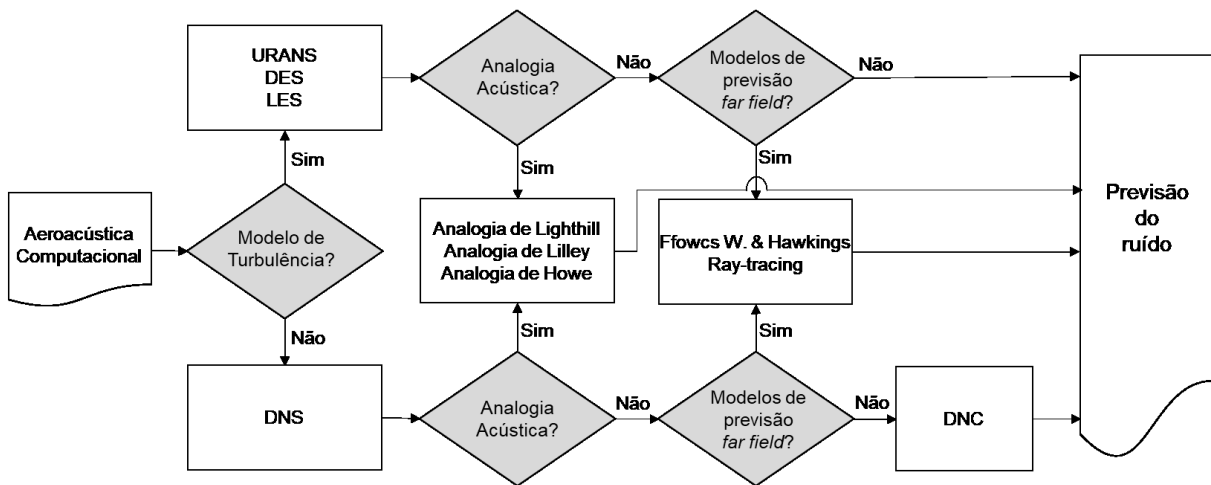 Aeroacústica
Computacional
Modelo de
Turbulência?
Sim
Não
URANS
DES
LES
Analogia
Acústica?
Não
Sim
Modelos de
previsão
far field?
Não
Sim
Analogia de Lighthill
Analogia de Lilley
Analogia de Howe
Ffowcs W. & Hawkings
Ray-tracing
DNS
Sim
Analogia
Acústica?
Não
Sim
Modelos de
previsão
far field?
Não
DNC
Previsão
do
ruído